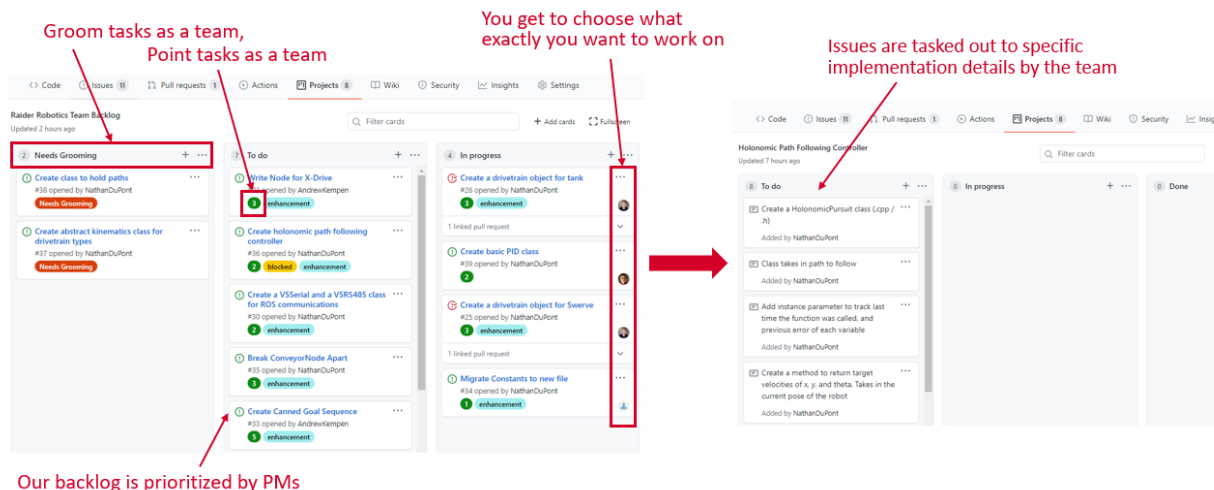 Groom tasks as a team,
Point tasks as a team
You get to choose what
exactly you want to work on
Issues are tasked out to specific
implementation details by the team
<> Code
Issues 11
Pull requests 1
Actions
Projects 8
Wiki
Security
Insights
Settings
Raider Robotics Team Backlog
Updated 2 hours ago
Filter cards
+ Add cards
Fullscreen
2 Needs Grooming + ...
Create class to hold paths ...
#38 opened by NathanDuPont
Needs Grooming
Create abstract kinematics class for ...
drivetrain types
#37 opened by NathanDuPont
Needs Grooming
7 To do + ...
Write Node for X-Drive ...
opened by AndrewKempen
3 enhancement
Create holonomic path following ...
controller
#36 opened by NathanDuPont
2 blocked enhancement
Create a V5Serial and a V5RS485 class ...
for ROS communications
#30 opened by NathanDuPont
2 enhancement
Break ConveyorNode Apart ...
#35 opened by NathanDuPont
3 enhancement
Create Canned Goal Sequence ...
#33 opened by AndrewKempen
5 enhancement
4 In progress + ...
Create a drivetrain object for tank ...
#26 opened by NathanDuPont
3 enhancement
1 linked pull request
Create basic PID class ...
#39 opened by NathanDuPont
2
Create a drivetrain object for Swerve ...
#25 opened by NathanDuPont
3 enhancement
1 linked pull request
Migrate Constants to new file ...
#34 opened by NathanDuPont
1 enhancement
Our backlog is prioritized by PMs
<> Code
Issues 11
Pull requests 1
Actions
Projects 8
Wiki
Security
Insig
Holonomic Path Following Controller
Updated 7 hours ago
Filter cards
8 To do + ...
Create a HolonomicPursuit class (.cpp / ...
.h)
Added by NathanDuPont
Class takes in path to follow ...
Added by NathanDuPont
Add instance parameter to track last ...
time the function was called, and
previous error of each variable
Added by NathanDuPont
Create a method to return target ...
velocities of x, y, and theta. Takes in the
current pose of the robot
Added by NathanDuPont
0 In progress + ...
0 Done